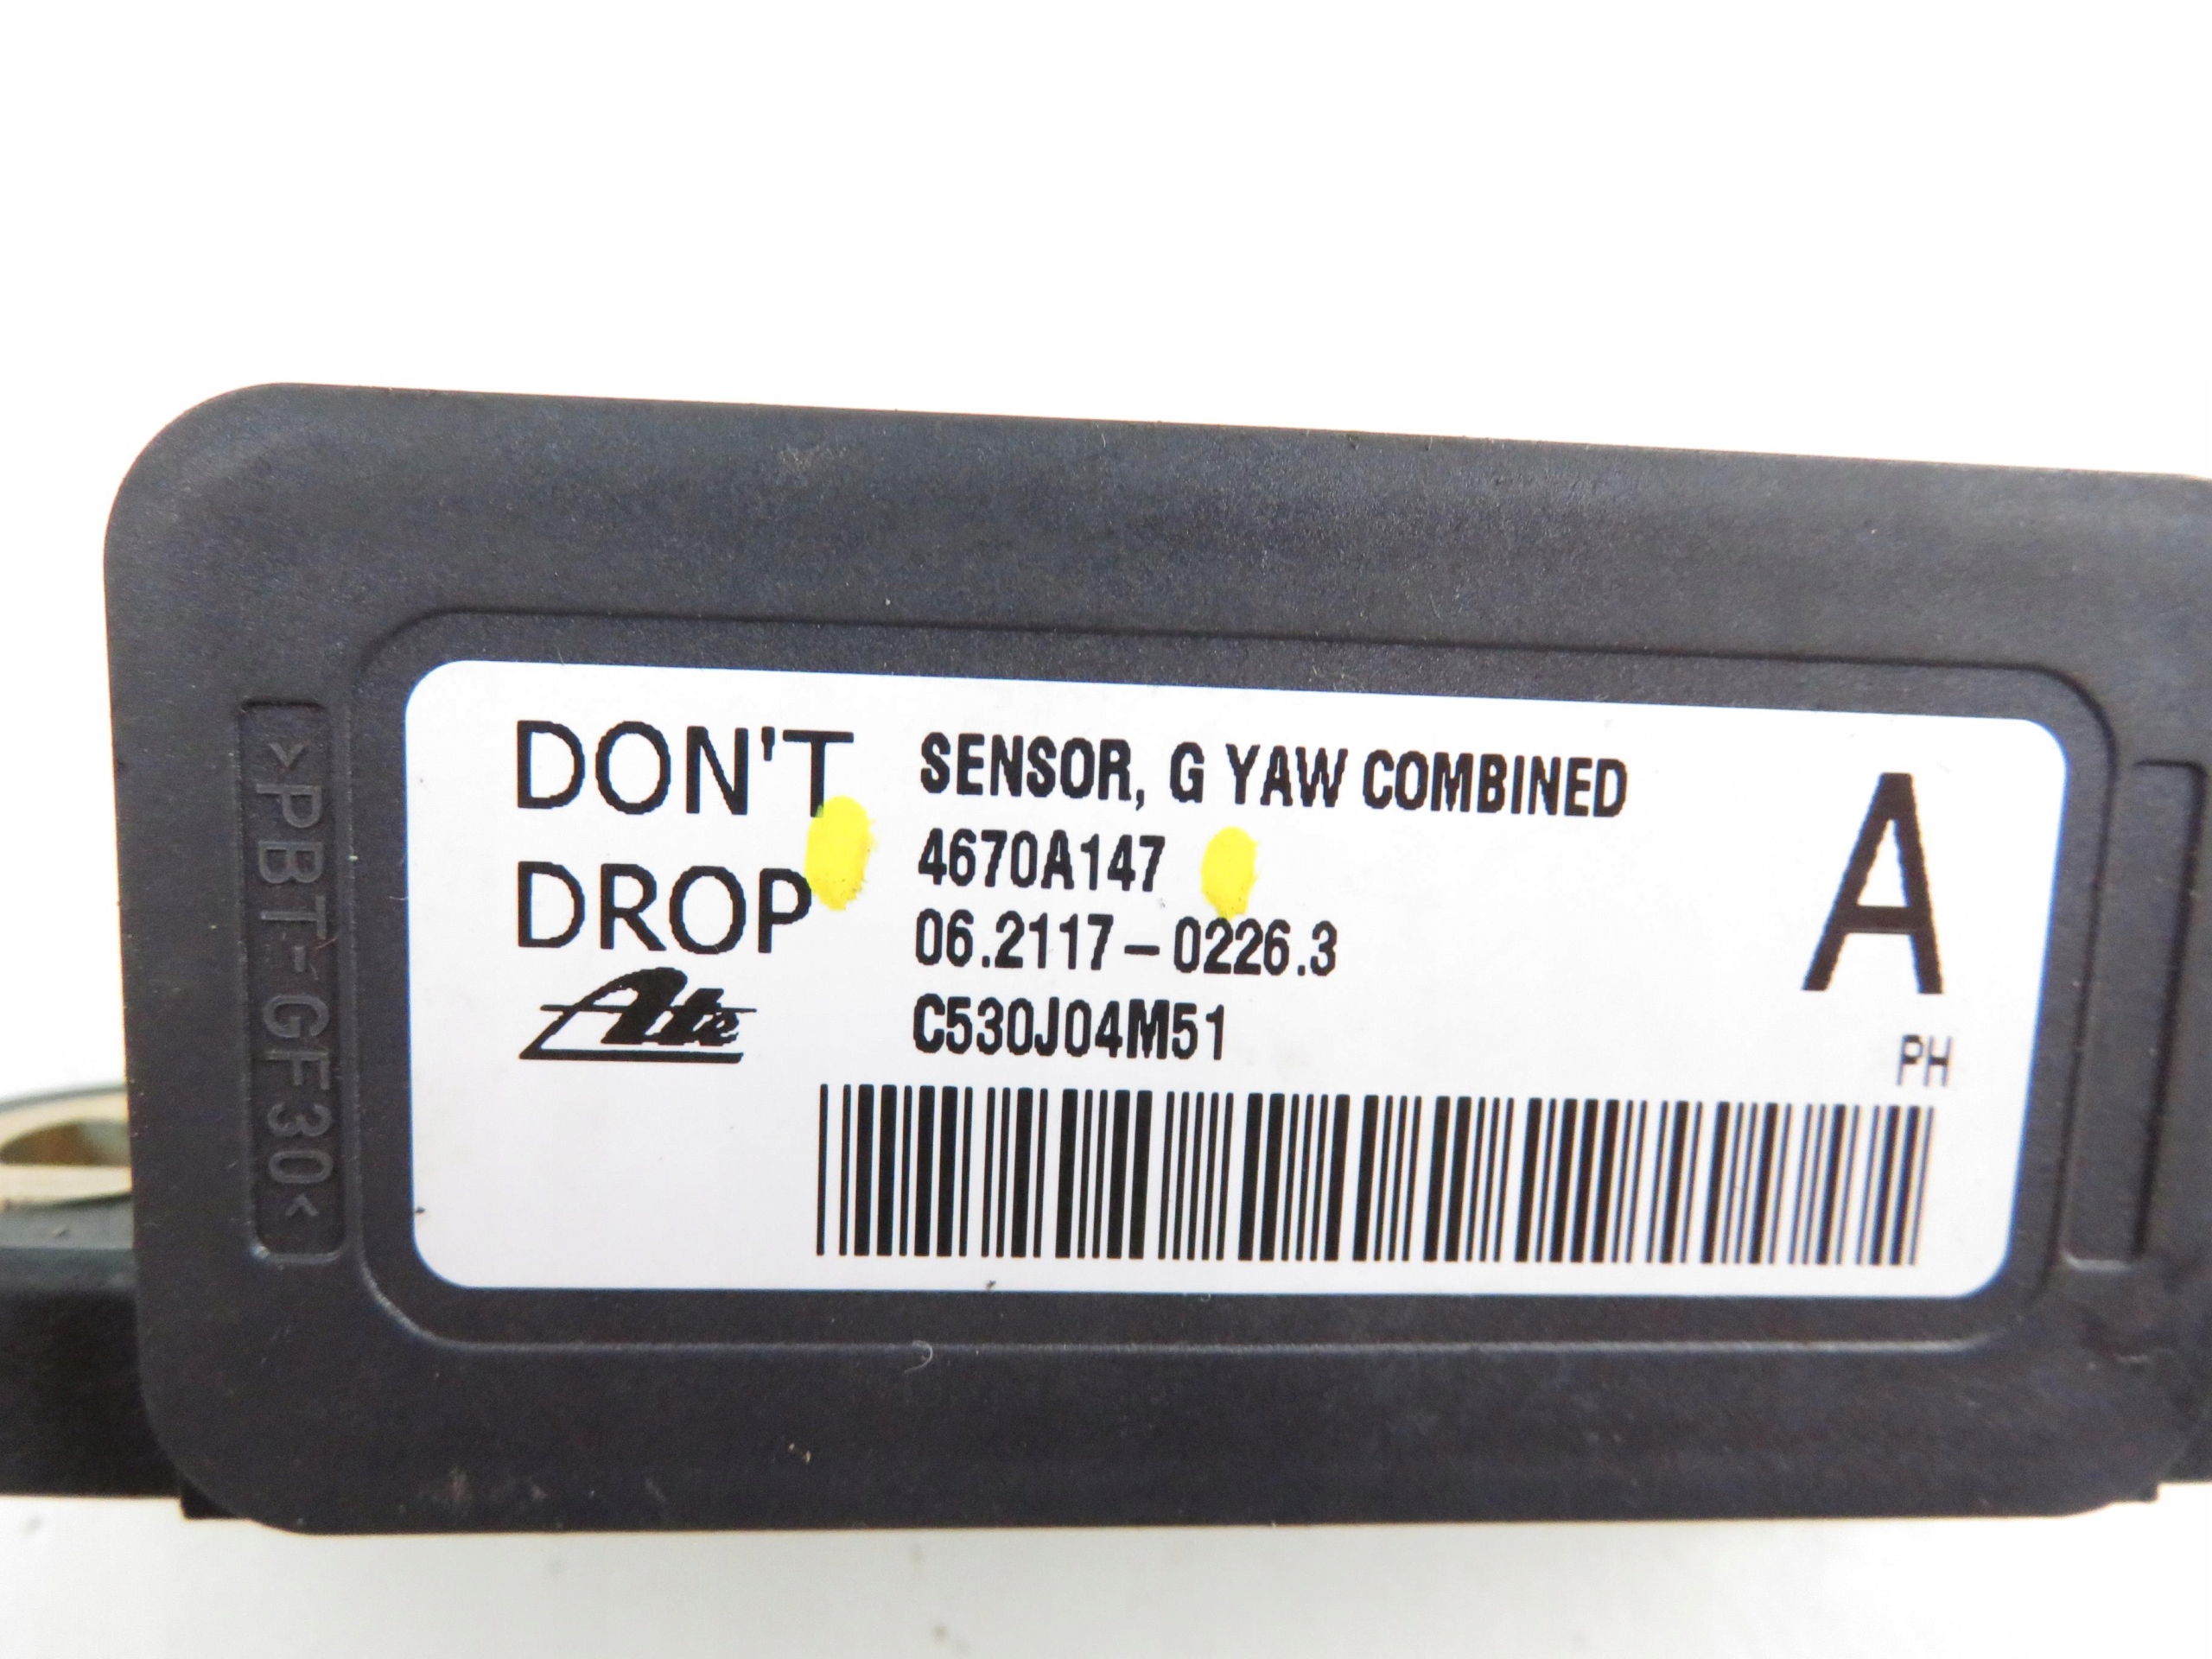 >PBT-GF30<
DON'T
DROP
Ate
SENSOR, G YAW COMBINED
4670A147
06.2117-0226.3
C530J04M51
A
PH